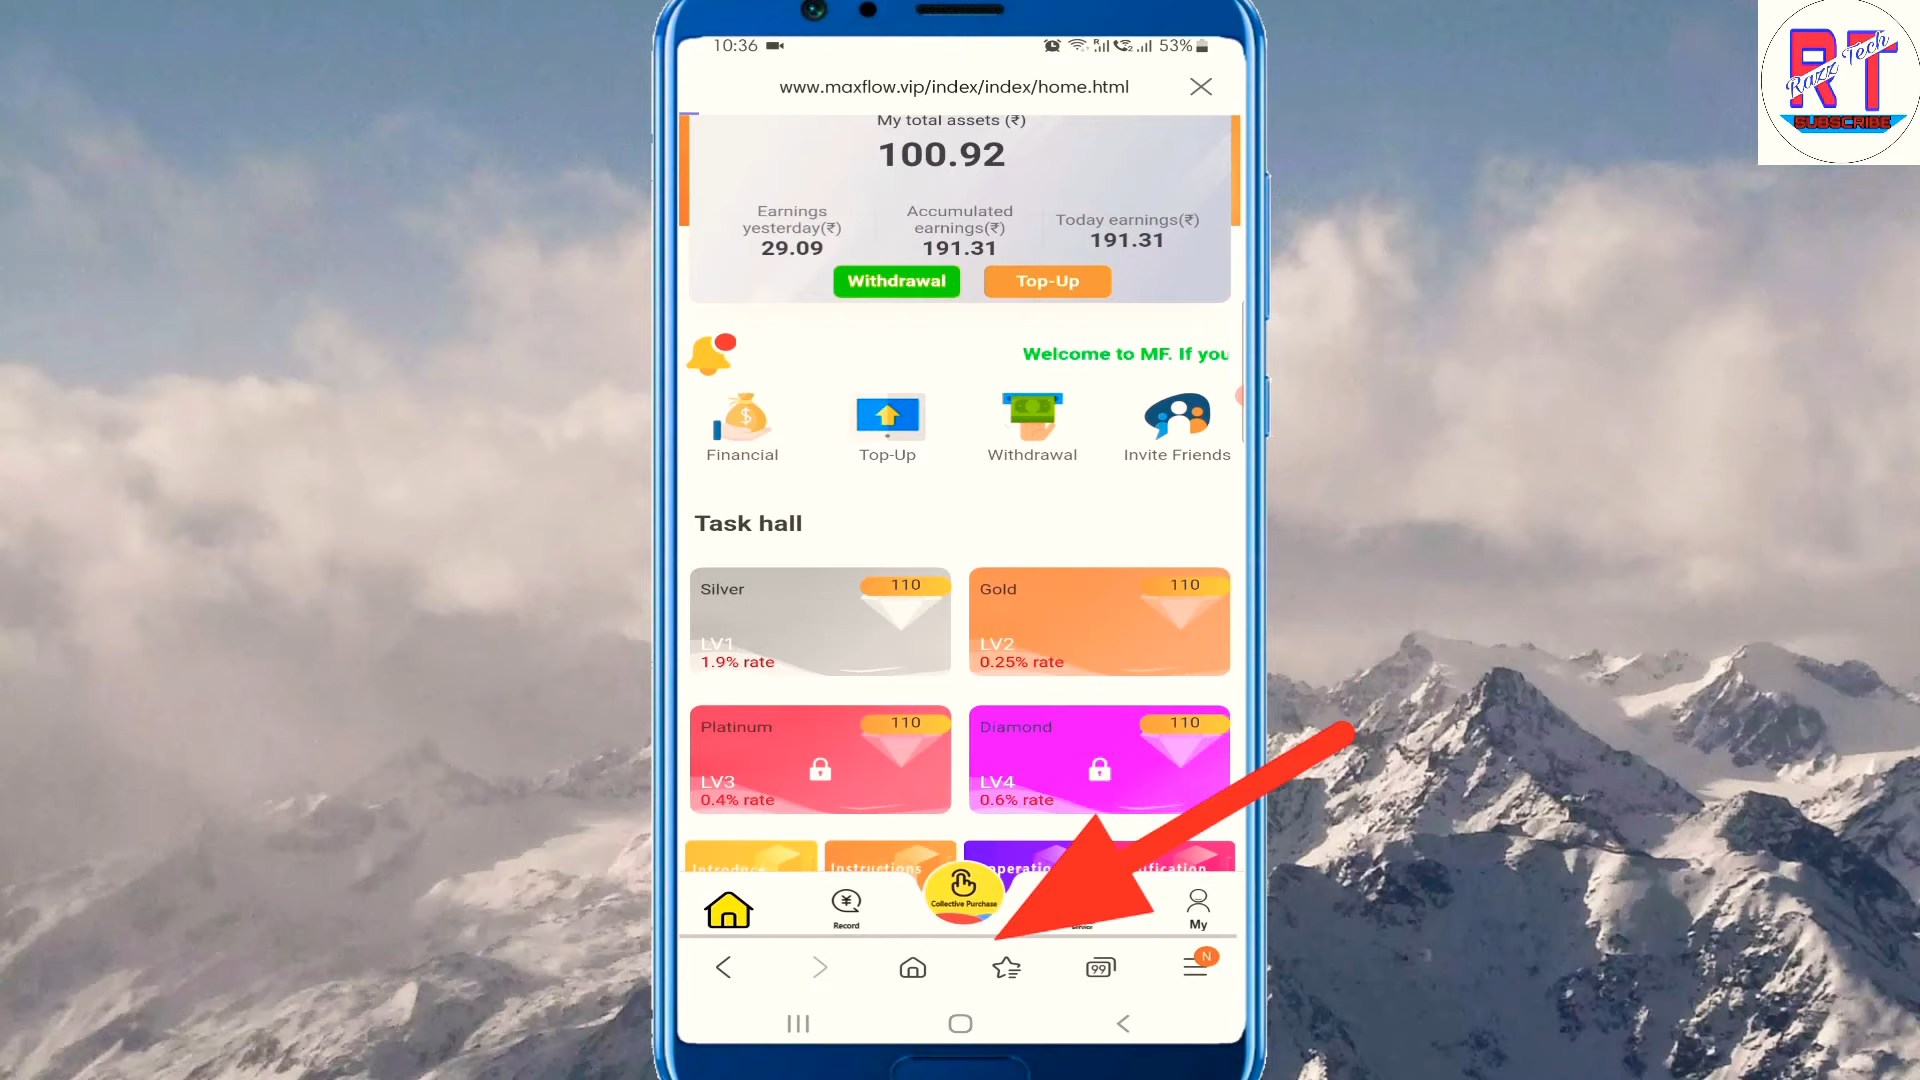 10:36
53%
www.maxflow.vip/index/index/home.html
RT
Razz Tech
SUBSCRIBE
My total assets (₹)
100.92
Earnings yesterday(₹)
29.09
Accumulated earnings(₹)
191.31
Today earnings(₹)
191.31
Withdrawal
Top-Up
Welcome to MF. If you
Financial
Top-Up
Withdrawal
Invite Friends
Task hall
Silver
110
LV1
1.9% rate
Gold
110
LV2
0.25% rate
Platinum
110
LV3
0.4% rate
Diamond
110
LV4
0.6% rate
Introduce
Instructions
Collective Purchase
Record
My
99
N